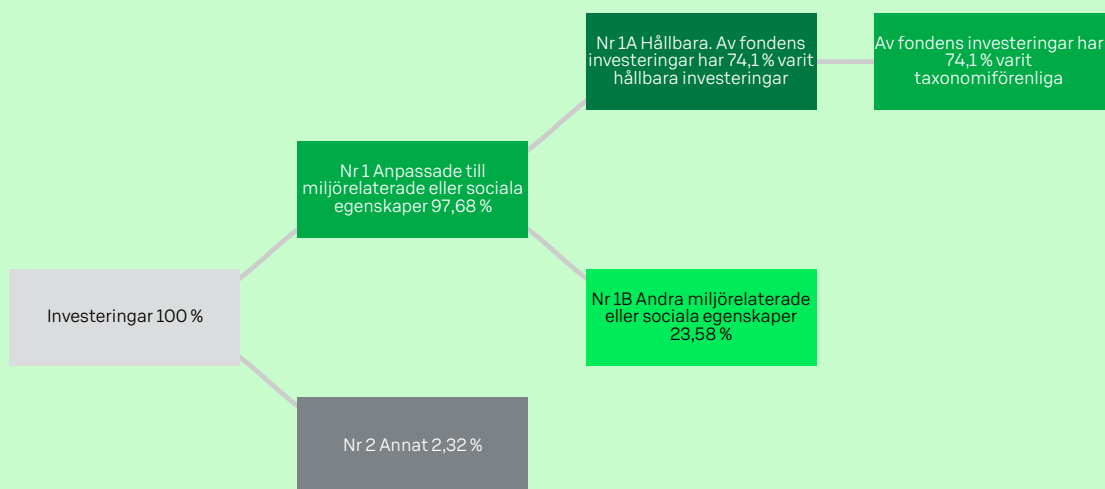 Nr 1A Hållbara. Av fondens
investeringar har 74,1 % varit
hållbara investeringar
Av fondens investeringar har
74,1 % varit
taxonomiförenliga
Nr 1 Anpassade till
miljörelaterade eller sociala
egenskaper 97,68 %
Investeringar 100 %
Nr 1B Andra miljörelaterade
eller sociala egenskaper
23,58 %
Nr 2 Annat 2,32 %